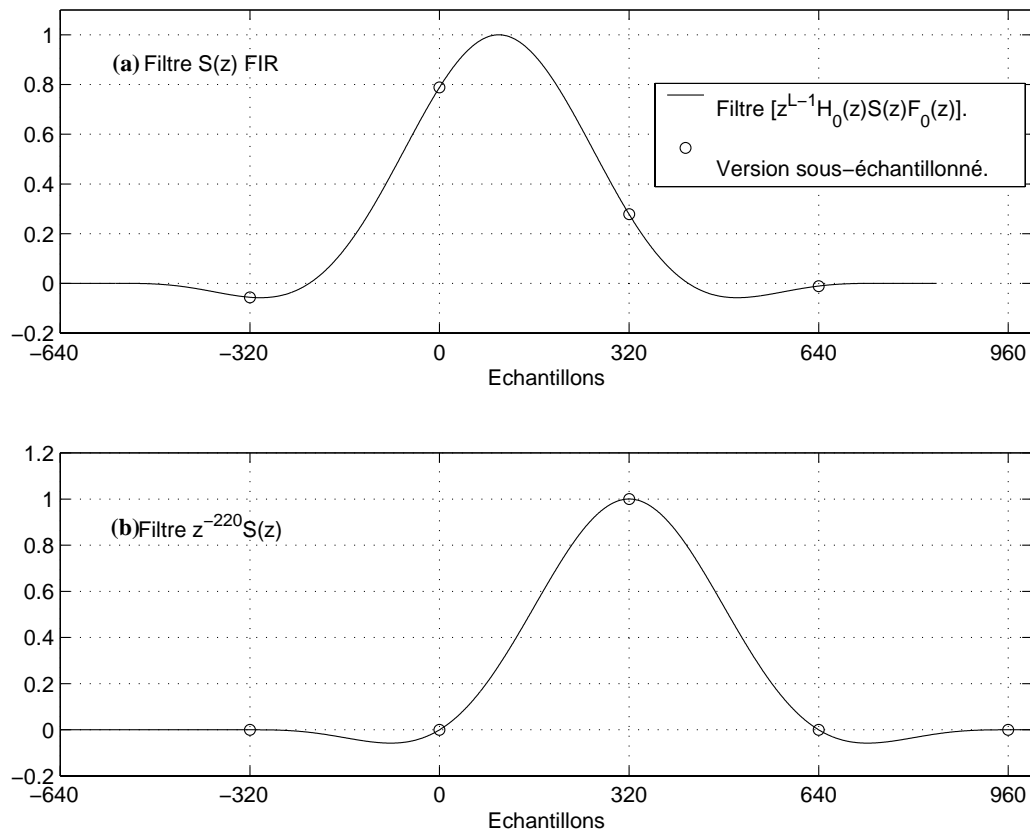 1
0.8
0.6
0.4
0.2
0
−0.2
(a) Filtre S(z) FIR
Filtre [z^{L−1}H_0(z)S(z)F_0(z)].
Version sous−échantillonné.
−640 −320 0 320 640 960
Echantillons
1.2
1
0.8
0.6
0.4
0.2
0
−0.2
(b) Filtre z^{−220}S(z)
−640 −320 0 320 640 960
Echantillons